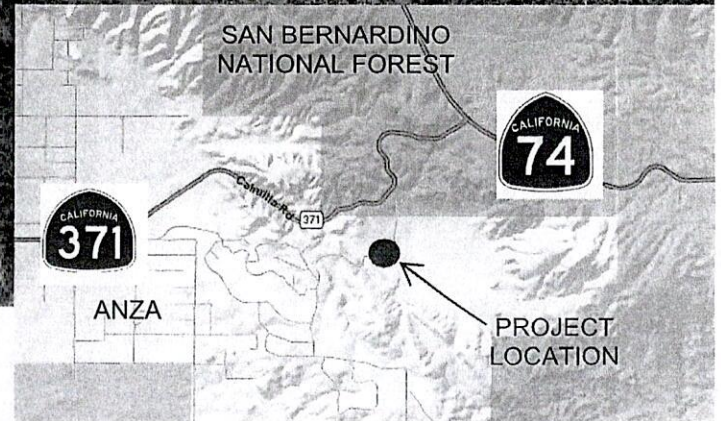 SAN BERNARDINO
NATIONAL FOREST
CALIFORNIA
74
Cahuilla Rd
371
CALIFORNIA
371
ANZA
PROJECT
LOCATION